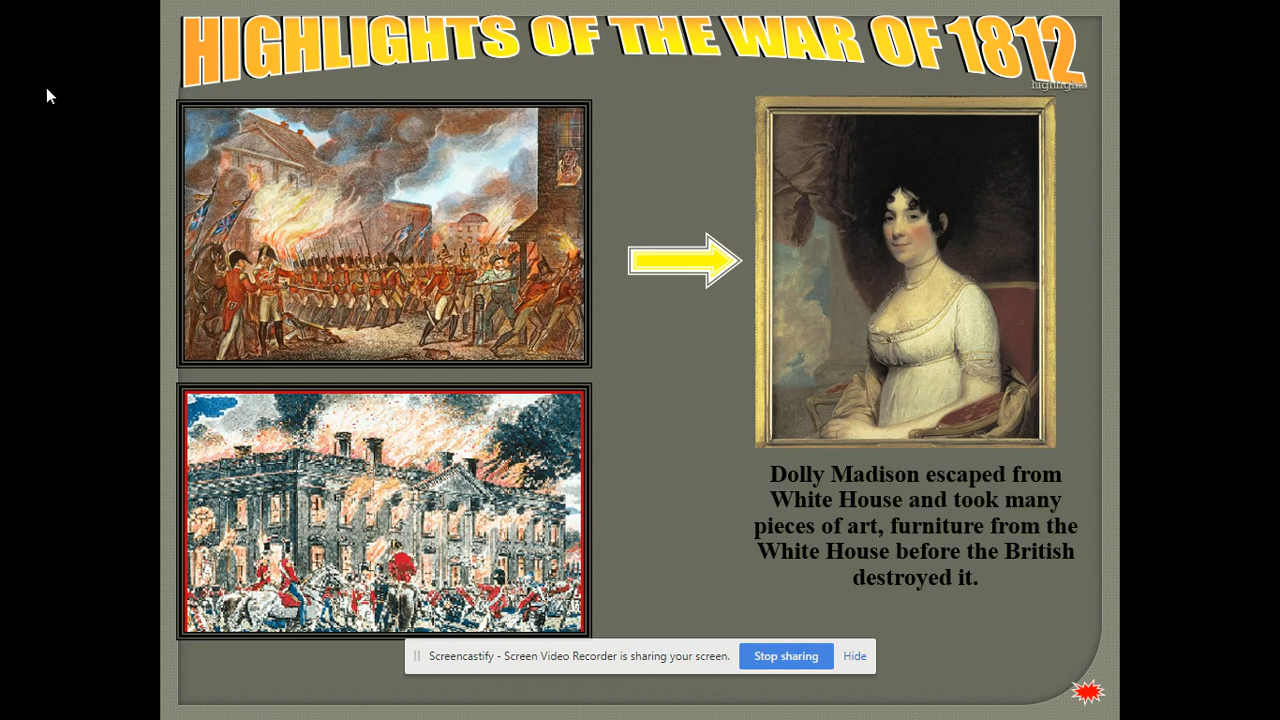 HIGHLIGHTS OF THE WAR OF 1812
highlights
Dolly Madison escaped from
White House and took many
pieces of art, furniture from the
White House before the British
destroyed it.
Screencastify - Screen Video Recorder is sharing your screen.
Stop sharing
Hide